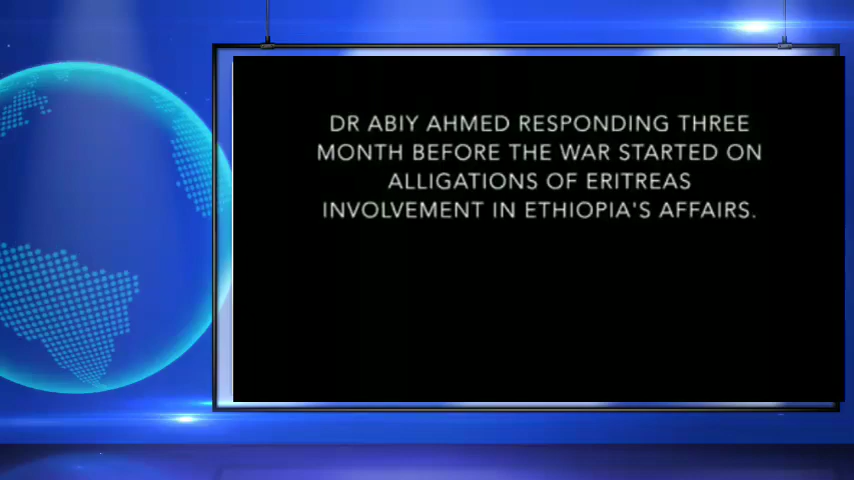 DR ABIY AHMED RESPONDING THREE
MONTH BEFORE THE WAR STARTED ON
ALLIGATIONS OF ERITREAS
INVOLVEMENT IN ETHIOPIA'S AFFAIRS.